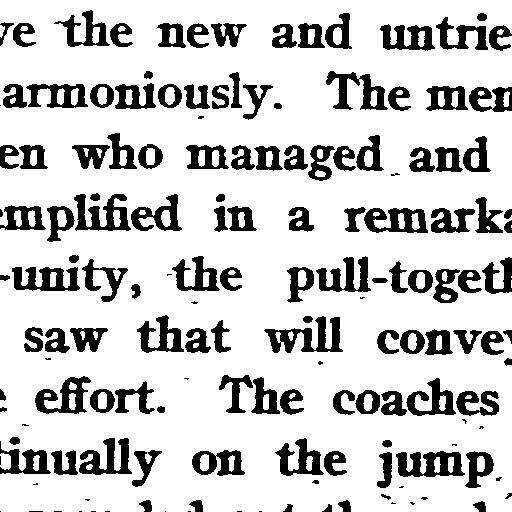 ve the new and untrie
armoniously. The men
en who managed and
emplified in a remarka
-unity, the pull-togeth
saw that will convey
e effort. The coaches
tinually on the jump